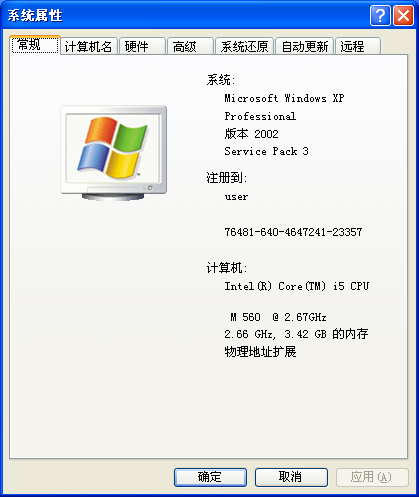 系统属性
常规 计算机名 硬件 高级 系统还原 自动更新 远程
系统:
Microsoft Windows XP
Professional
版本 2002
Service Pack 3
注册到:
user
76481-640-4647241-23357
计算机:
Intel(R) Core(TM) i5 CPU
M 560 @ 2.67GHz
2.66 GHz, 3.42 GB 的内存
物理地址扩展
确定 取消 应用(A)